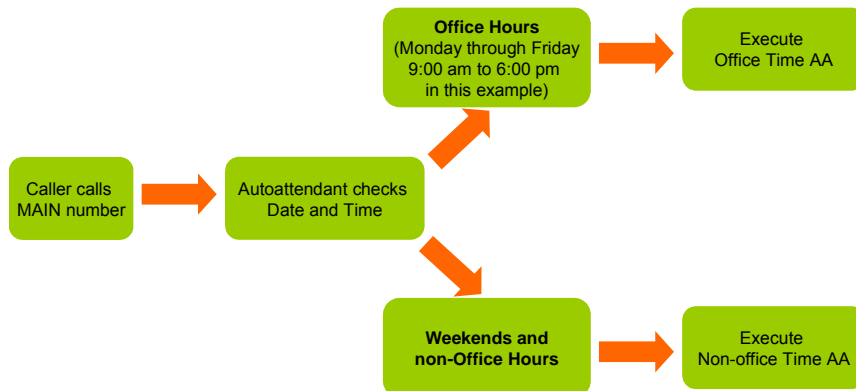 Caller calls
MAIN number
Autoattendant checks
Date and Time
Office Hours
(Monday through Friday
9:00 am to 6:00 pm
in this example)
Execute
Office Time AA
Weekends and
non-Office Hours
Execute
Non-office Time AA